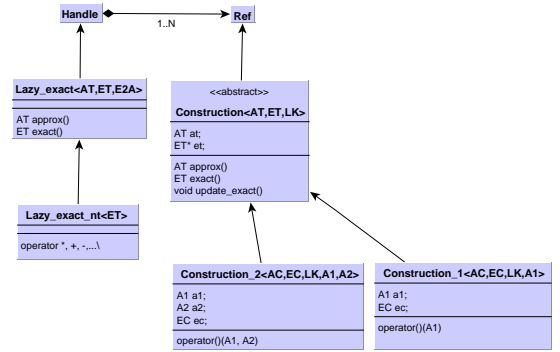 Handle
Ref
1..N
Lazy_exact<AT,ET,E2A>
AT approx()
ET exact()
<<abstract>>
Construction<AT,ET,LK>
AT at;
ET* et;
AT approx()
ET exact()
void update_exact()
Lazy_exact_nt<ET>
operator *, +, -,...\
Construction_2<AC,EC,LK,A1,A2>
A1 a1;
A2 a2;
EC ec;
operator()(A1, A2)
Construction_1<AC,EC,LK,A1>
A1 a1;
EC ec;
operator()(A1)